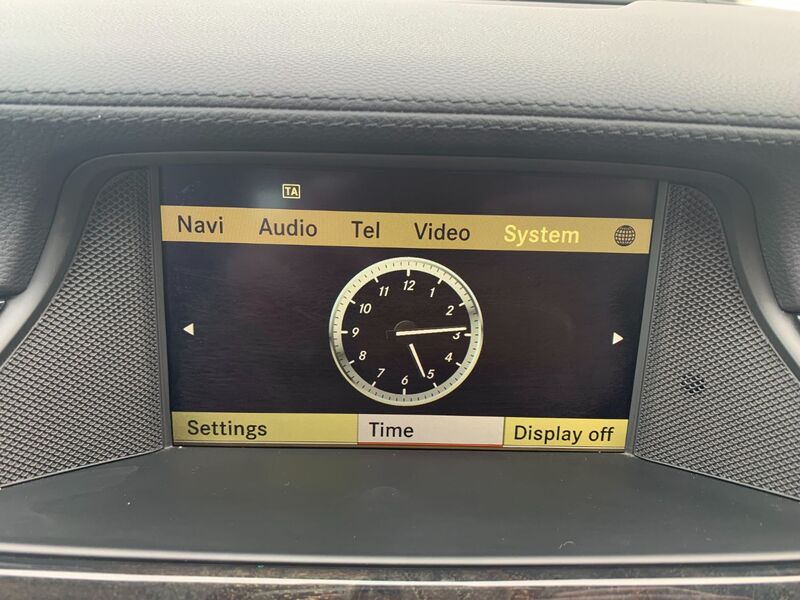 TA
Navi Audio Tel Video System
12
11 1
10 2
9 3
8 4
7 5
6
Settings Time Display off